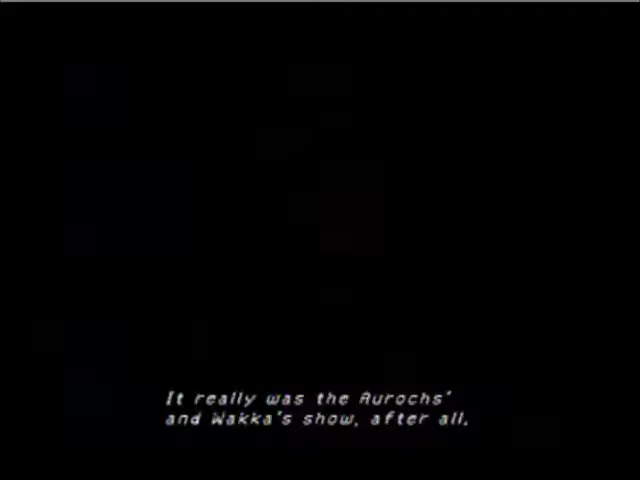 It really was the Aurochs'
and Wakka's show, after all.